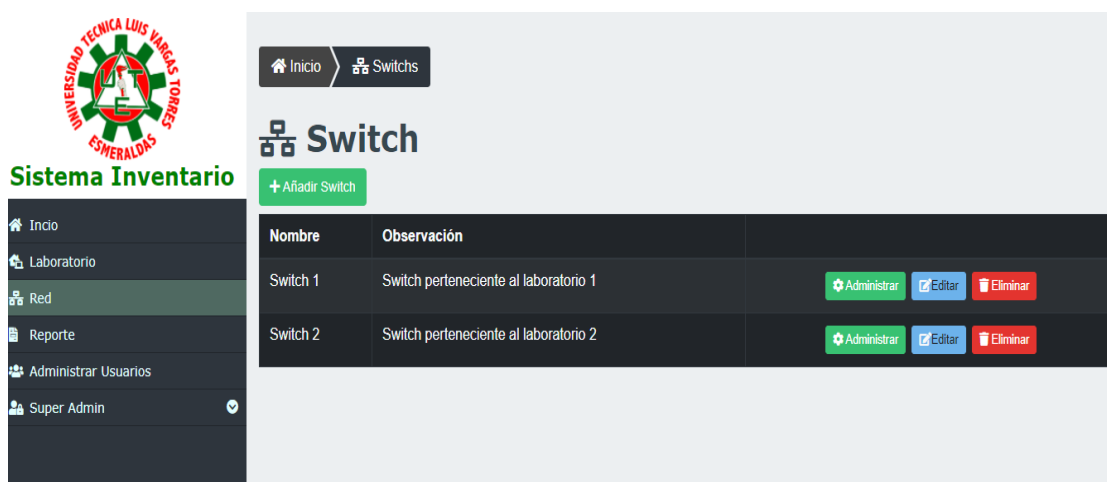 UNIVERSIDAD TECNICA LUIS VARGAS TORRES
UTE
ESMERALDAS
Sistema Inventario
Incio
Laboratorio
Red
Reporte
Administrar Usuarios
Super Admin
Inicio
Switchs
Switch
+ Añadir Switch
Nombre Observación
Switch 1 Switch perteneciente al laboratorio 1 Administrar Editar Eliminar
Switch 2 Switch perteneciente al laboratorio 2 Administrar Editar Eliminar